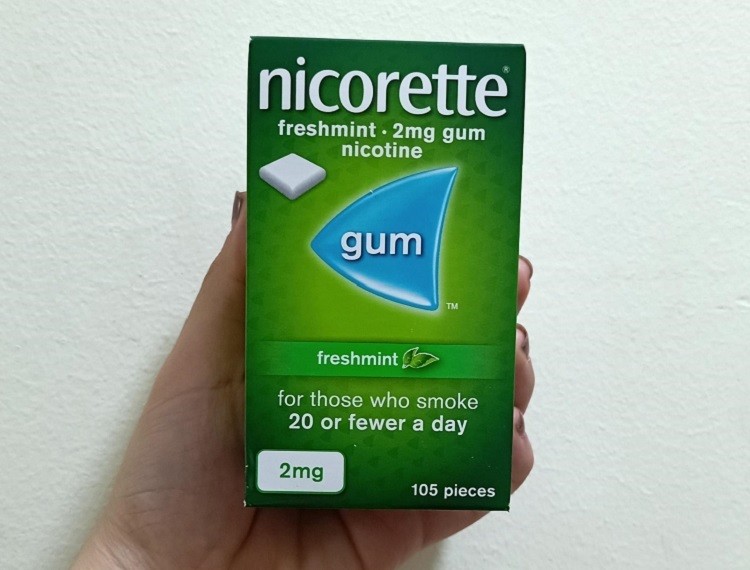 nicorette®
freshmint · 2mg gum
nicotine
gum
™
freshmint
for those who smoke
20 or fewer a day
2mg
105 pieces